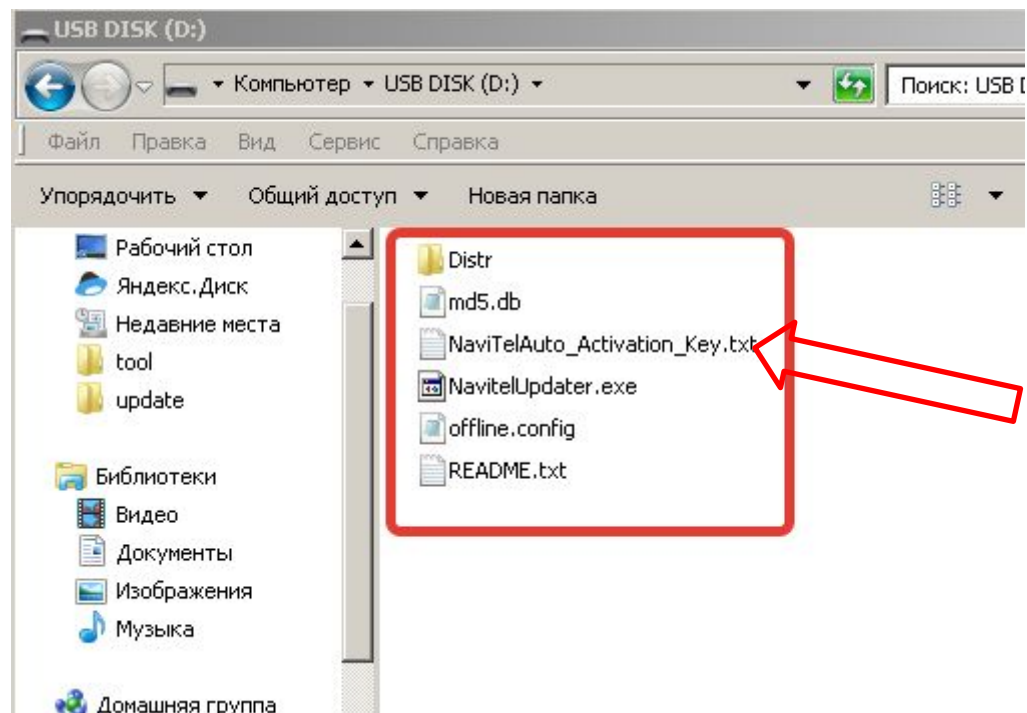 USB DISK (D:)
Компьютер USB DISK (D:) Поиск: USB D
Файл Правка Вид Сервис Справка
Упорядочить Общий доступ Новая папка
Рабочий стол
Яндекс.Диск
Недавние места
tool
update
Библиотеки
Видео
Документы
Изображения
Музыка
Домашняя группа
Distr
md5.db
NaviTelAuto_Activation_Key.txt
NavitelUpdater.exe
offline.config
README.txt